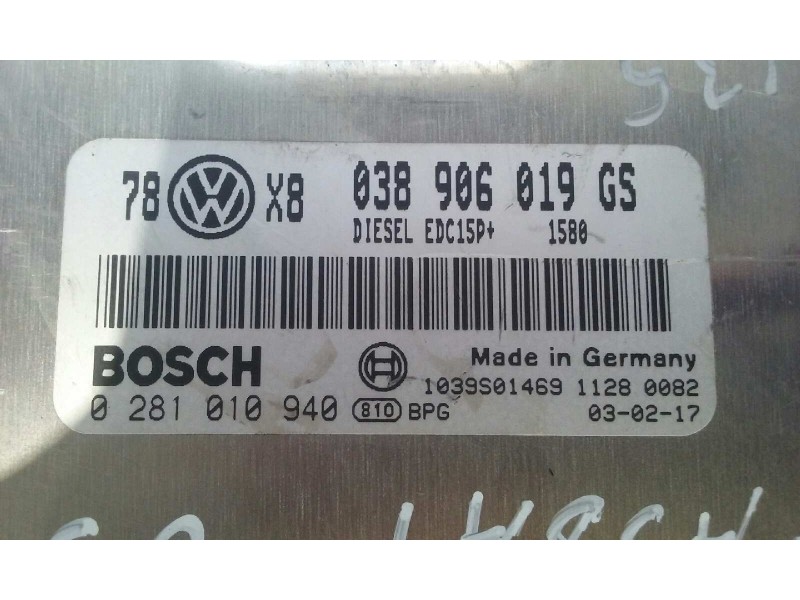 78 VW X8 038 906 019 GS
DIESEL EDC15P+ 1580
BOSCH Made in Germany
1039S01469 1128 0082
0 281 010 940 810 BPG 03-02-17